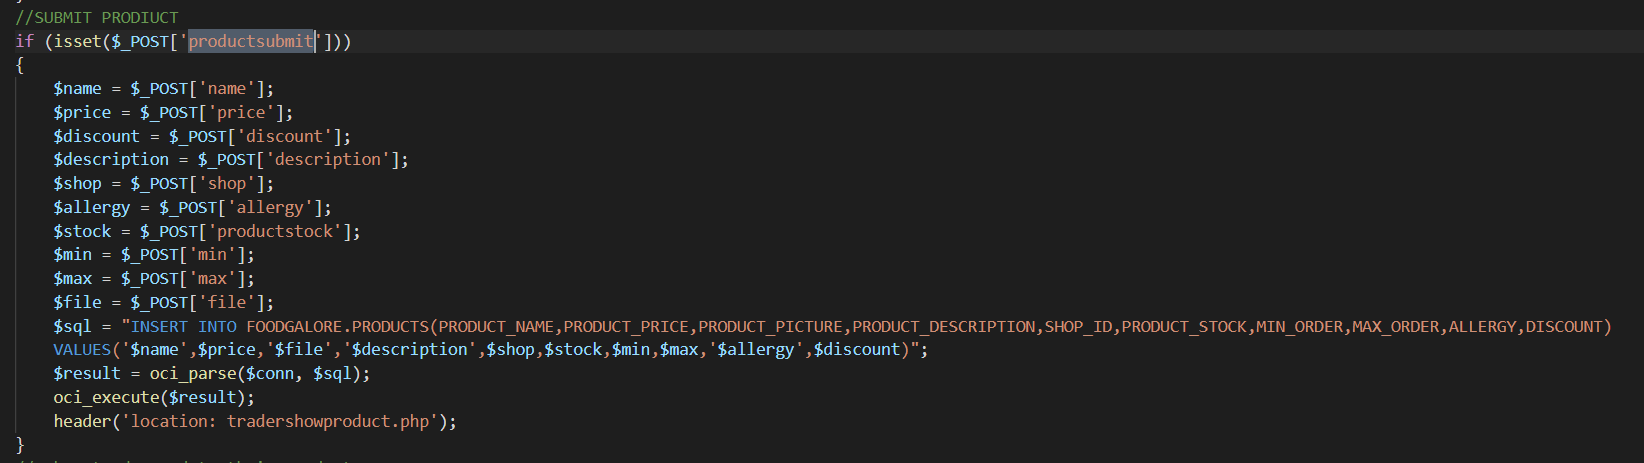 //SUBMIT PRODIUCT
if (isset($_POST['productsubmit']))
{
$name = $_POST['name'];
$price = $_POST['price'];
$discount = $_POST['discount'];
$description = $_POST['description'];
$shop = $_POST['shop'];
$allergy = $_POST['allergy'];
$stock = $_POST['productstock'];
$min = $_POST['min'];
$max = $_POST['max'];
$file = $_POST['file'];
$sql = "INSERT INTO FOODGALORE.PRODUCTS(PRODUCT_NAME,PRODUCT_PRICE,PRODUCT_PICTURE,PRODUCT_DESCRIPTION,SHOP_ID,PRODUCT_STOCK,MIN_ORDER,MAX_ORDER,ALLERGY,DISCOUNT)
VALUES('$name',$price,'$file','$description',$shop,$stock,$min,$max,'$allergy',$discount)";
$result = oci_parse($conn, $sql);
oci_execute($result);
header('location: tradershowproduct.php');
}